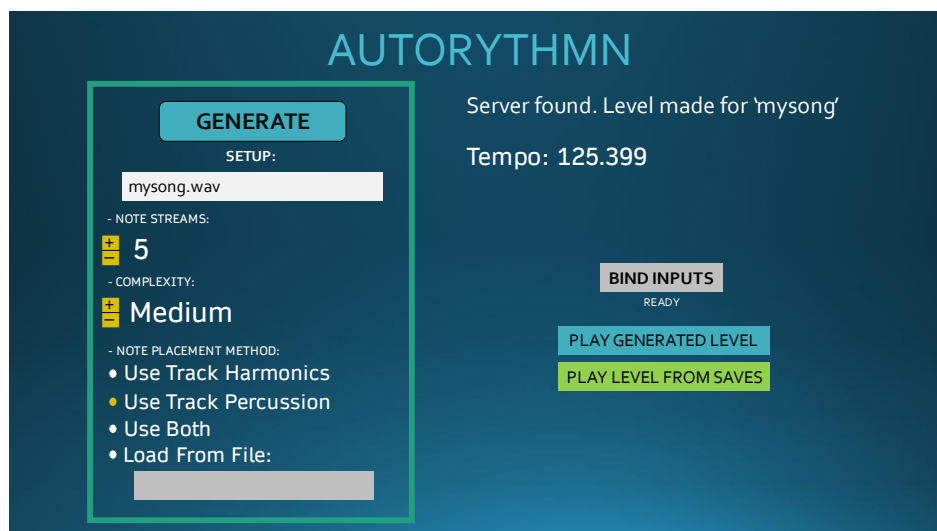 AUTORYTHMN
GENERATE
SETUP:
mysong.wav
- NOTE STREAMS:
+
–
5
- COMPLEXITY:
+
–
Medium
- NOTE PLACEMENT METHOD:
• Use Track Harmonics
• Use Track Percussion
• Use Both
• Load From File:
Server found. Level made for ‘mysong’
Tempo: 125.399
BIND INPUTS
READY
PLAY GENERATED LEVEL
PLAY LEVEL FROM SAVES